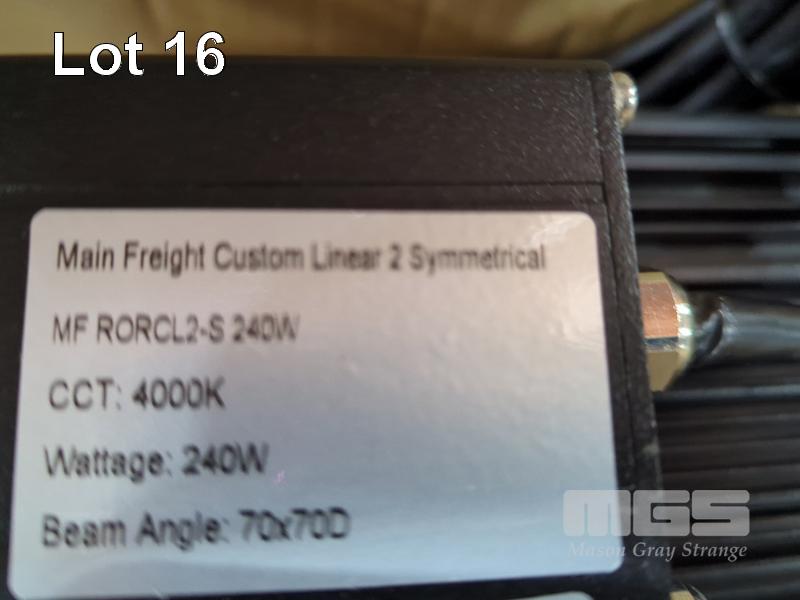 Lot 16
Main Freight Custom Linear 2 Symmetrical
MF RORCL2-S 240W
CCT: 4000K
Wattage: 240W
Beam Angle: 70x70D
MGS
Mason Gray Strange